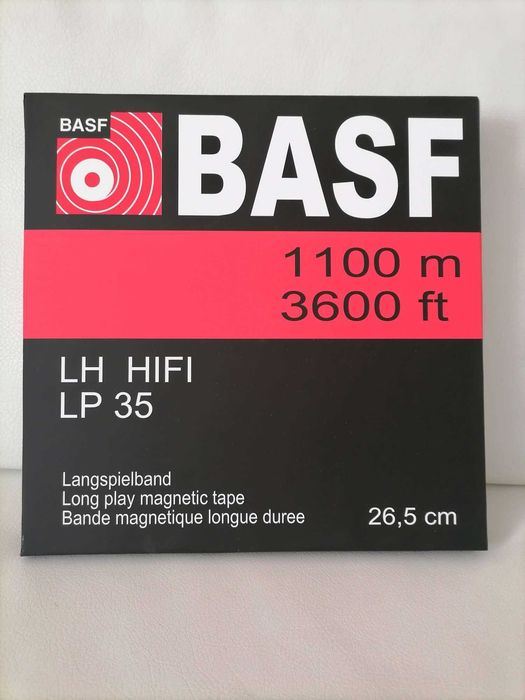 BASF
BASF
1100 m
3600 ft
LH HIFI
LP 35
Langspielband
Long play magnetic tape
Bande magnetique longue duree
26,5 cm